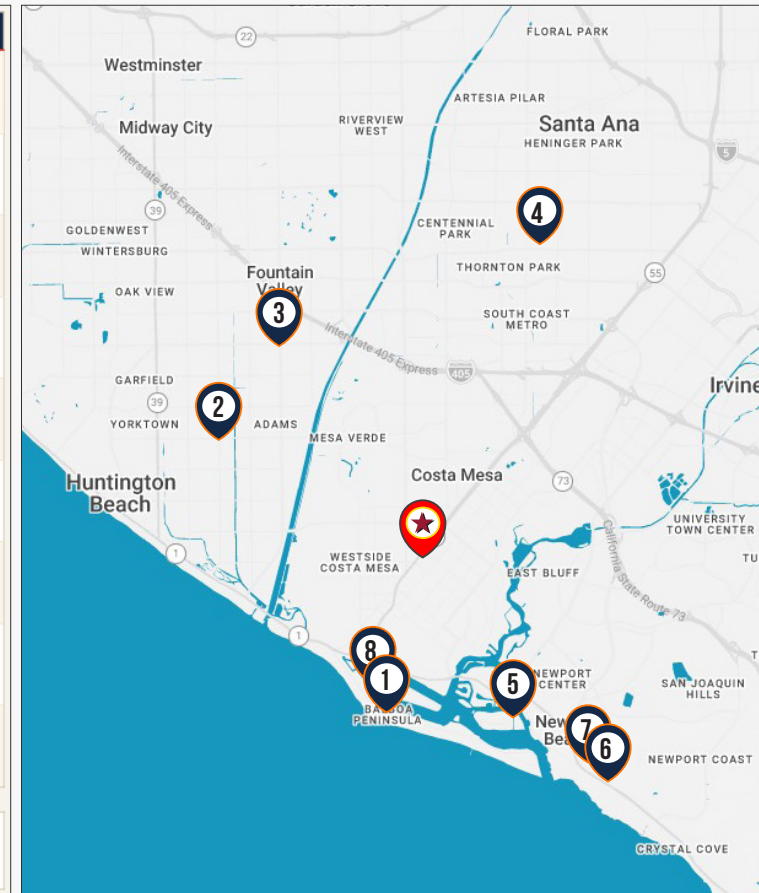 22
FLORAL PARK
Westminster
ARTESIA PILAR
Midway City
RIVERVIEW
WEST
Santa Ana
HENINGER PARK
5
Interstate 405 Express
39
4
GOLDENWEST
WINTERSBURG
CENTENNIAL
PARK
THORNTON PARK
55
Fountain
Valley
OAK VIEW
3
SOUTH COAST
METRO
Interstate 405 Express
405
GARFIELD
39
2
YORKTOWN
ADAMS
MESA VERDE
Irvine
Huntington
Beach
Costa Mesa
73
UNIVERSITY
TOWN CENTER
California State Route 73
1
WESTSIDE
COSTA MESA
EAST BLUFF
1
8
1
BALBOA
PENINSULA
5
NEWPORT
CENTER
SAN JOAQUIN
HILLS
7
6
NEWPORT COAST
CRYSTAL COVE